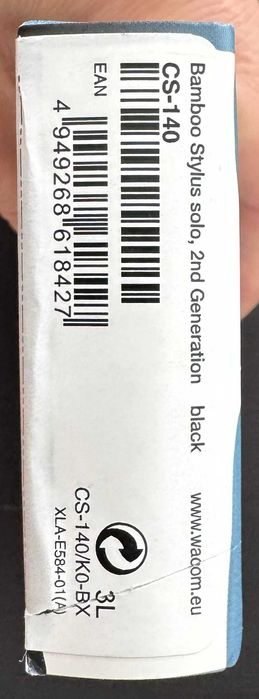 Bamboo Stylus solo, 2nd Generation black www.wacom.eu
CS-140
EAN
4 949268 618427
3L
CS-140/K0-BX
XLA-E584-01(A)